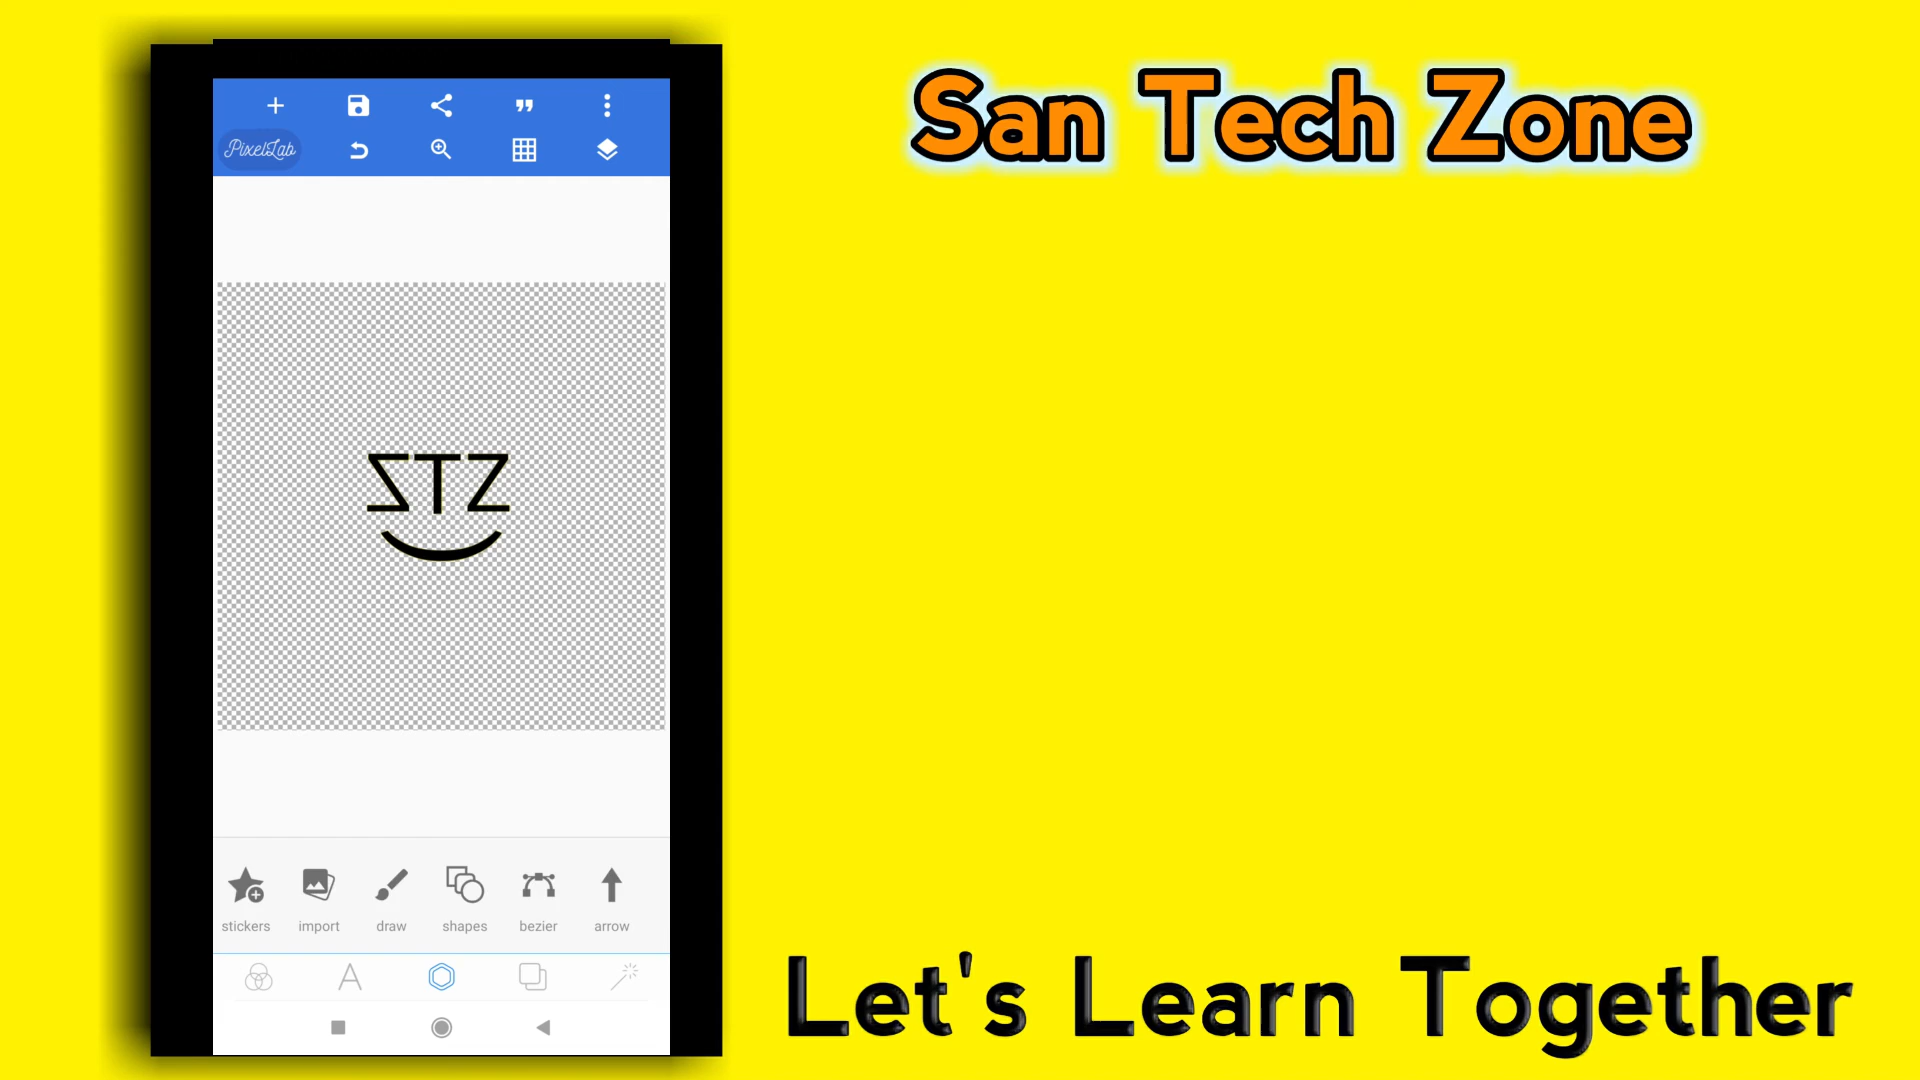 San Tech Zone
PixelLab
STZ
stickers import draw shapes bezier arrow
Let's Learn Together